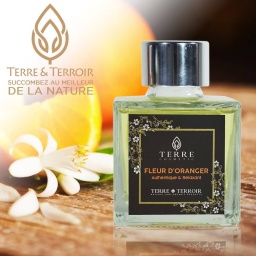 TERRE & TERROIR
SUCCOMBEZ AU MEILLEUR
DE LA NATURE
TERRE
FLEUR D'ORANGER
Authentique & Relaxant
TERRE TERROIR